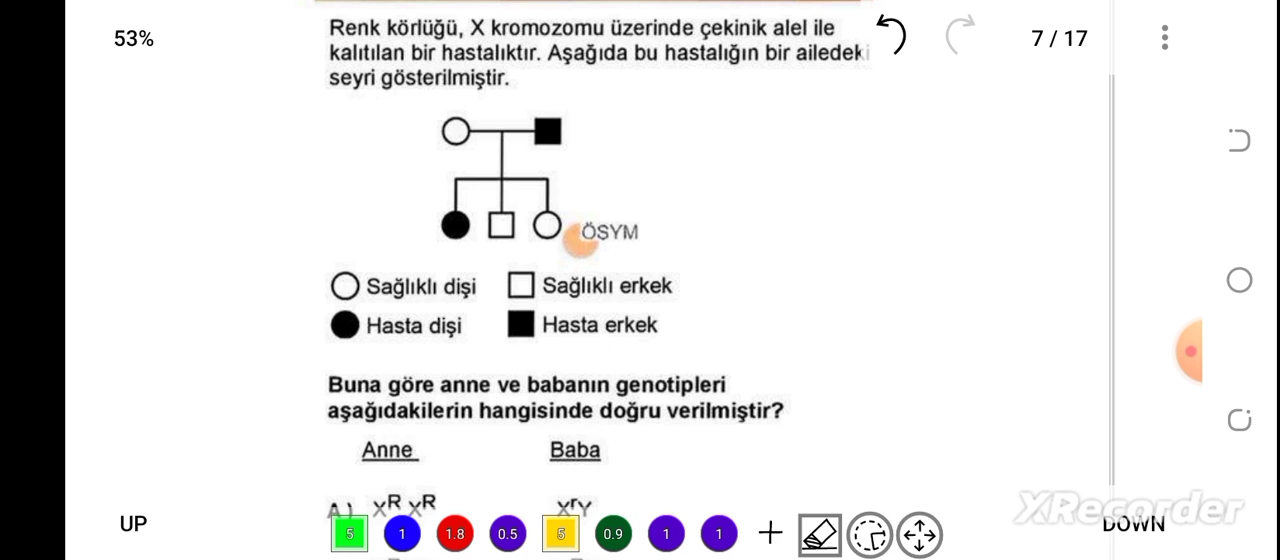 53%
7 / 17
Renk körlüğü, X kromozomu üzerinde çekinik alel ile
kalıtılan bir hastalıktır. Aşağıda bu hastalığın bir ailedeki
seyri gösterilmiştir.
ÖSYM
Sağlıklı dişi Sağlıklı erkek
Hasta dişi Hasta erkek
Buna göre anne ve babanın genotipleri
aşağıdakilerin hangisinde doğru verilmiştir?
Anne Baba
A) XᴿXᴿ XʳY
UP 5 1 1.8 0.5 5 0.9 1 1 + DOWN
XRecorder